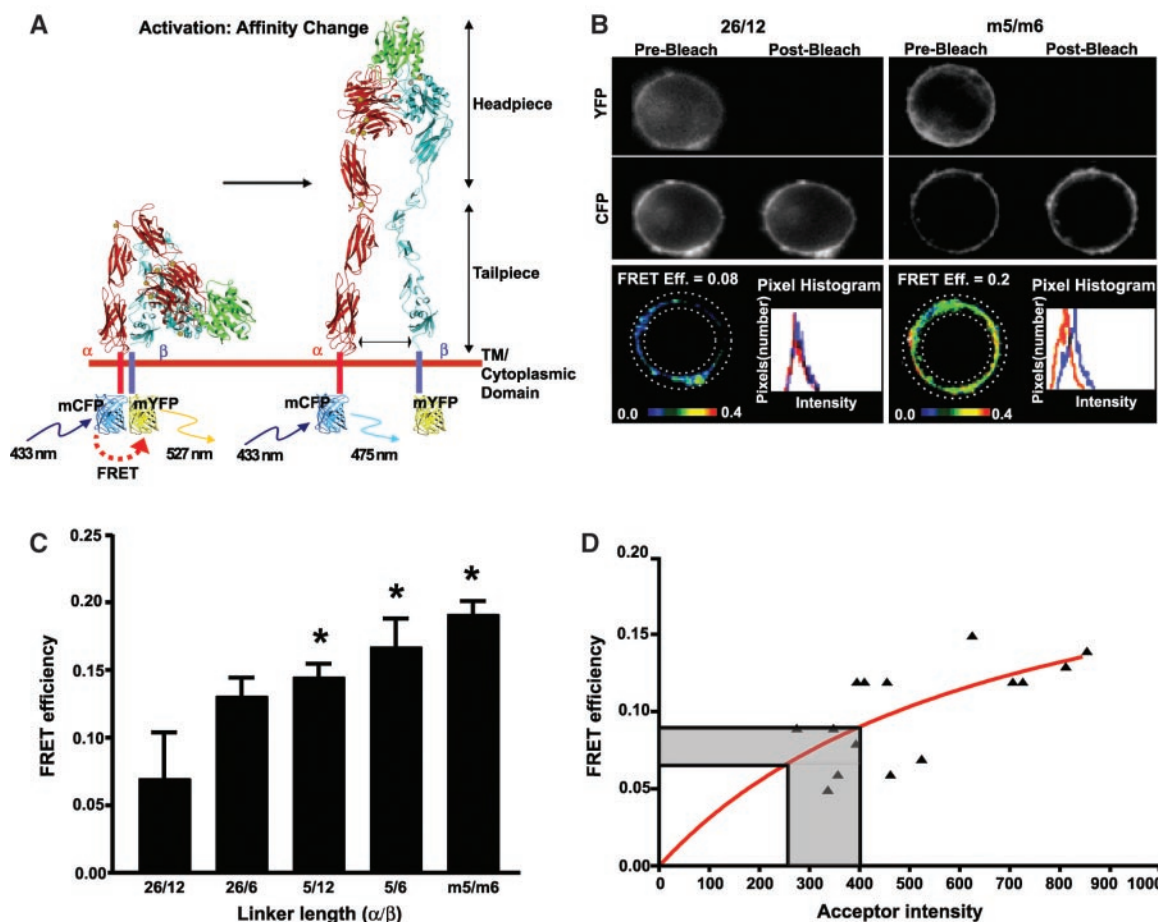 A
Activation: Affinity Change
Headpiece
Tailpiece
α
β
α
β
TM/
Cytoplasmic
Domain
mCFP
mYFP
mCFP
mYFP
433 nm
527 nm
433 nm
475 nm
FRET
B
26/12
m5/m6
Pre-Bleach
Post-Bleach
Pre-Bleach
Post-Bleach
YFP
CFP
FRET Eff. = 0.08
Pixel Histogram
FRET Eff. = 0.2
Pixel Histogram
Pixels(number)
Pixels(number)
0.0
0.4
Intensity
0.0
0.4
Intensity
C
FRET efficiency
0.25
0.20
0.15
0.10
0.05
0.00
*
*
*
26/12
26/6
5/12
5/6
m5/m6
Linker length (α/β)
D
FRET efficiency
0.20
0.15
0.10
0.05
0.00
0
100
200
300
400
500
600
700
800
900
1000
Acceptor intensity